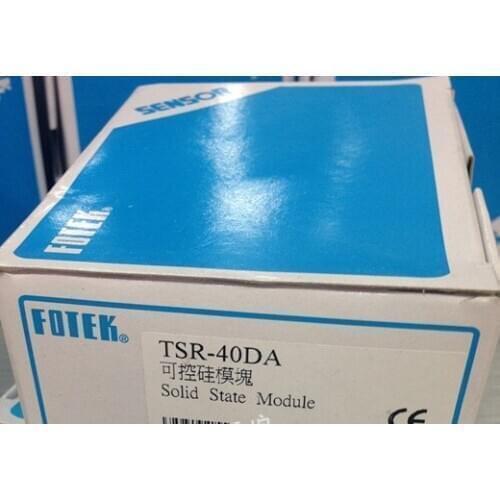 SENSOR
FOTEK
FOTEK®
TSR-40DA
可控硅模塊
Solid State Module
CE